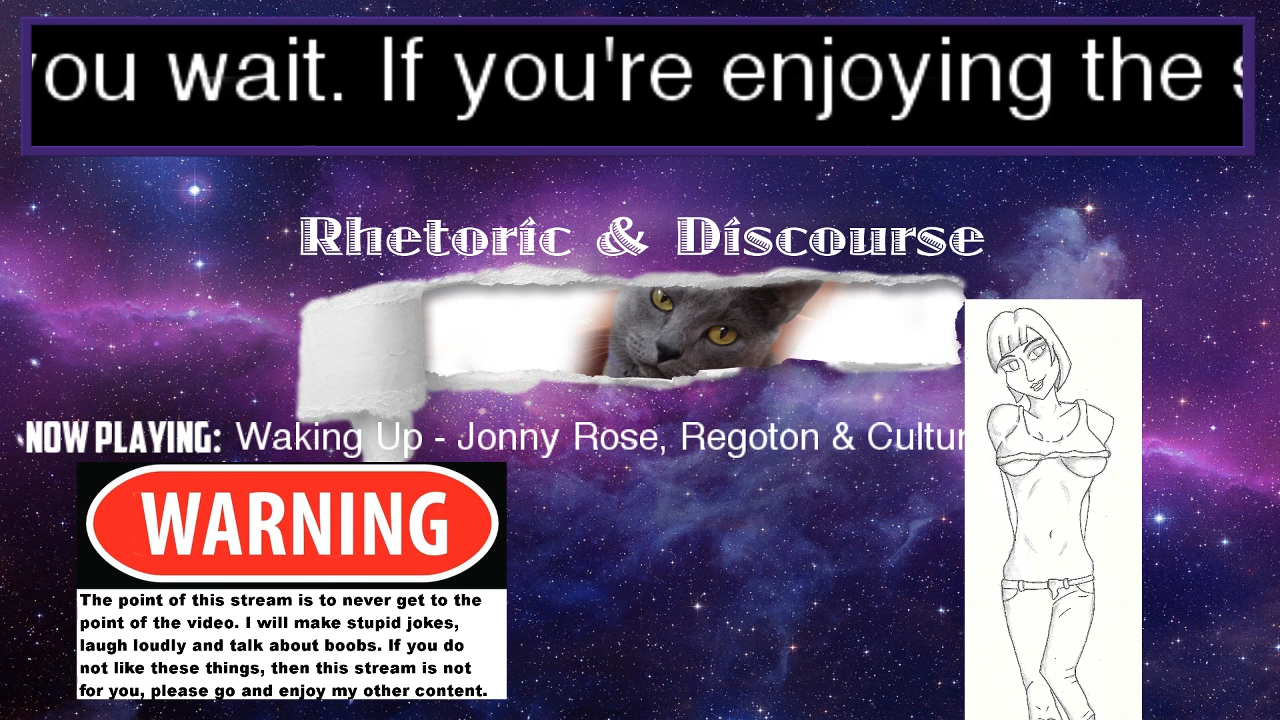 ou wait. If you're enjoying the
Rhetoric & Discourse
NOW PLAYING: Waking Up - Jonny Rose, Regoton & Cultur
WARNING
The point of this stream is to never get to the
point of the video. I will make stupid jokes,
laugh loudly and talk about boobs. If you do
not like these things, then this stream is not
for you, please go and enjoy my other content.